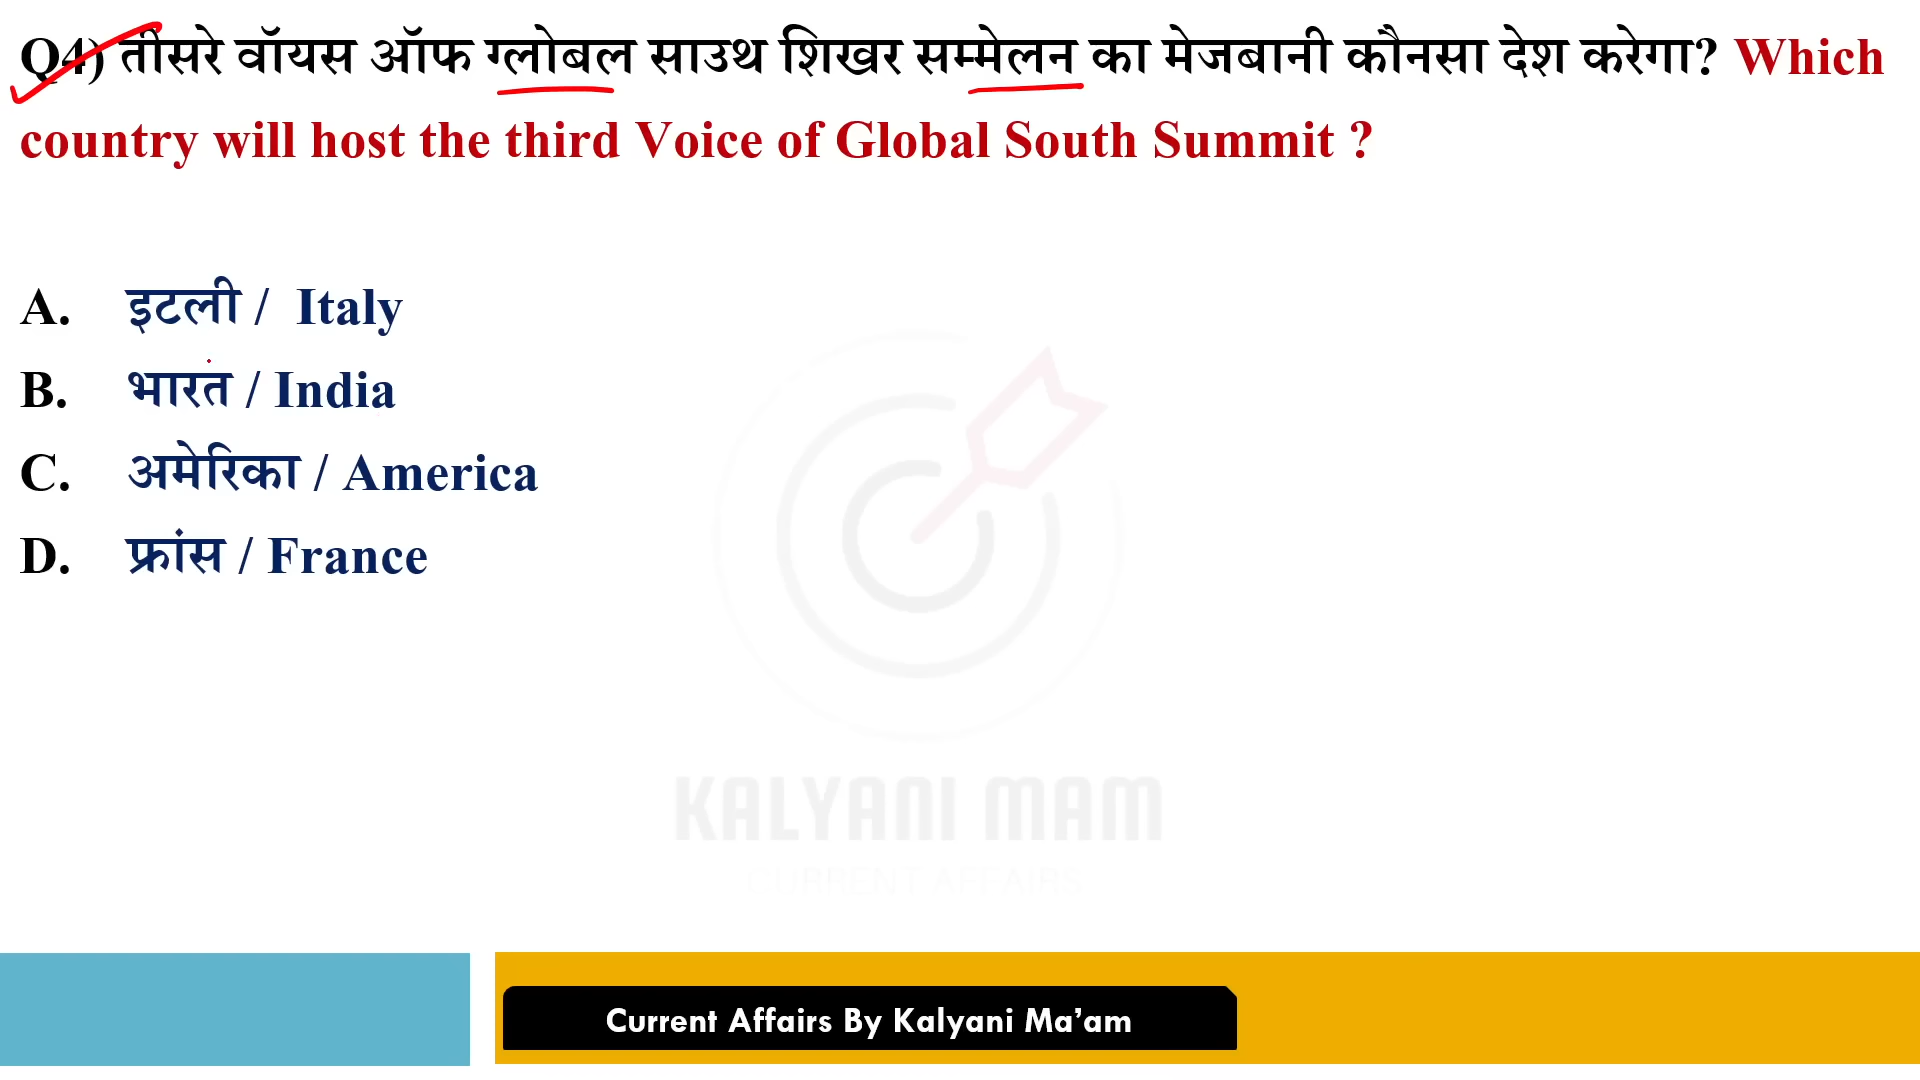 Q4) तीसरे वॉयस ऑफ ग्लोबल साउथ शिखर सम्मेलन का मेजबानी कौनसा देश करेगा? Which
country will host the third Voice of Global South Summit ?
A. इटली / Italy
B. भारत / India
C. अमेरिका / America
D. फ्रांस / France
KALYANI MAM
CURRENT AFFAIRS
Current Affairs By Kalyani Ma’am